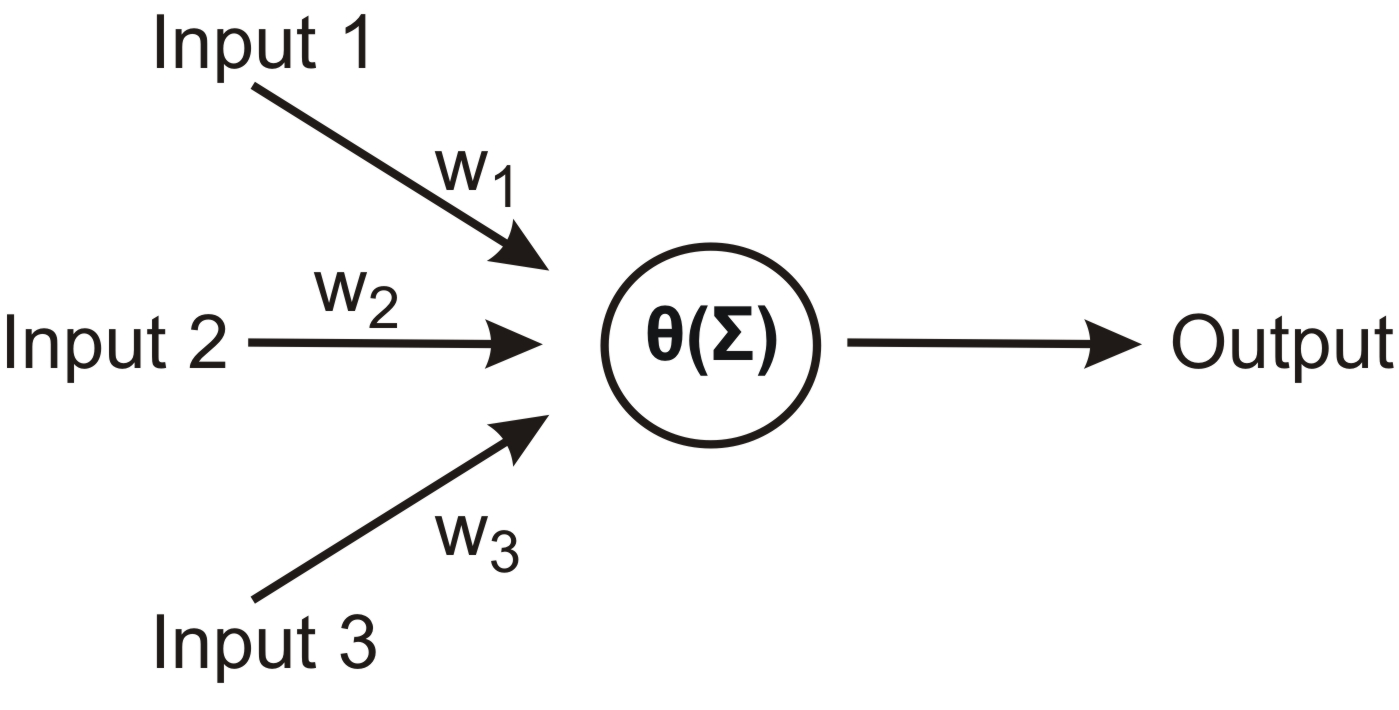 Input 1
w₁
w₂
Input 2
θ(Σ)
Output
w₃
Input 3